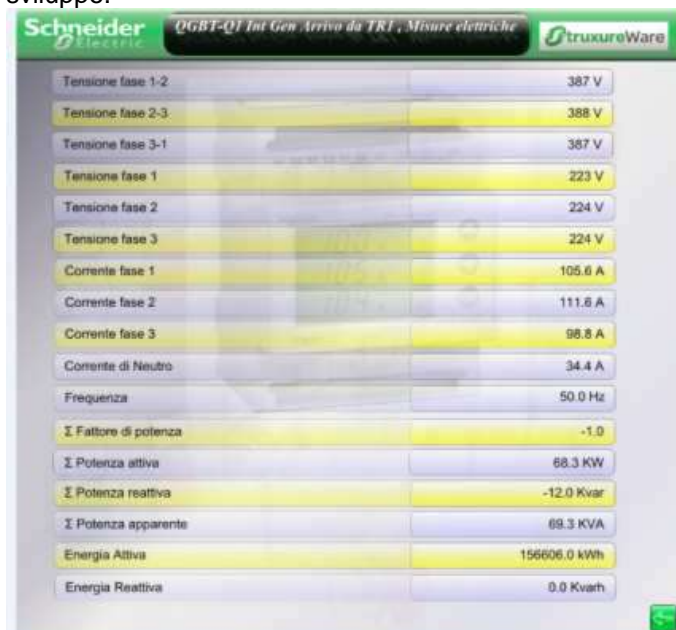 sviluppo.
Schneider Electric
QGBT-Q1 Int Gen Arrivo da TR1 , Misure elettriche
StruxureWare
Tensione fase 1-2 387 V
Tensione fase 2-3 388 V
Tensione fase 3-1 387 V
Tensione fase 1 223 V
Tensione fase 2 224 V
Tensione fase 3 224 V
Corrente fase 1 105.6 A
Corrente fase 2 111.6 A
Corrente fase 3 98.8 A
Corrente di Neutro 34.4 A
Frequenza 50.0 Hz
Σ Fattore di potenza -1.0
Σ Potenza attiva 68.3 KW
Σ Potenza reattiva -12.0 Kvar
Σ Potenza apparente 69.3 KVA
Energia Attiva 156606.0 kWh
Energia Reattiva 0.0 Kvarh